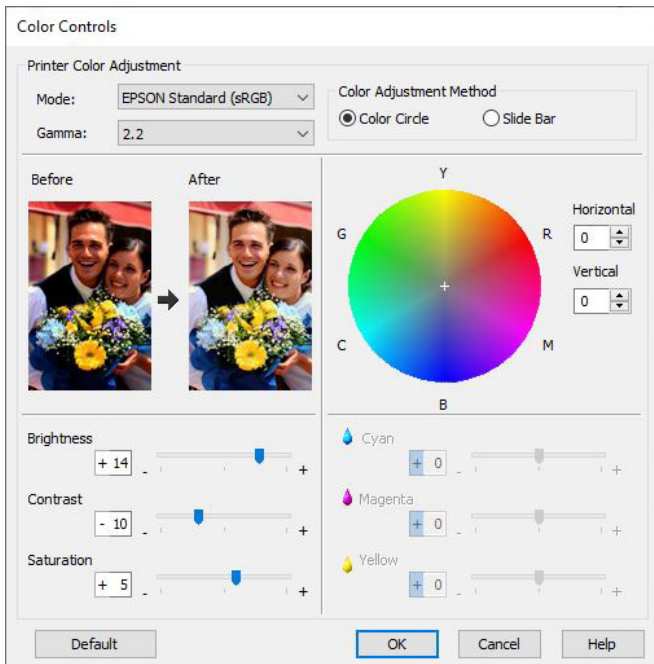 Color Controls
Printer Color Adjustment
Mode: EPSON Standard (sRGB)
Gamma: 2.2
Color Adjustment Method
Color Circle Slide Bar
Before After
Y
G R
C M
B
Horizontal
0
Vertical
0
Brightness
+ 14 - +
Contrast
- 10 - +
Saturation
+ 5 - +
Cyan
+ 0 - +
Magenta
+ 0 - +
Yellow
+ 0 - +
Default OK Cancel Help